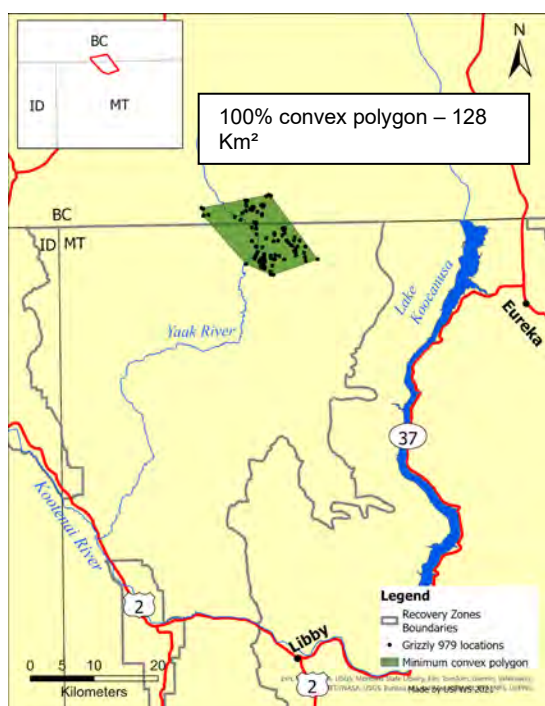 BC
ID
MT
N
100% convex polygon – 128
Km²
BC
ID
MT
Yaak River
Lake
Koocanusa
Eureka
37
Kootenai River
2
Libby
2
Legend
Recovery Zones
Boundaries
Grizzly 979 locations
Minimum convex polygon
0 5 10 20
Kilometers
Made by USFWS 2021